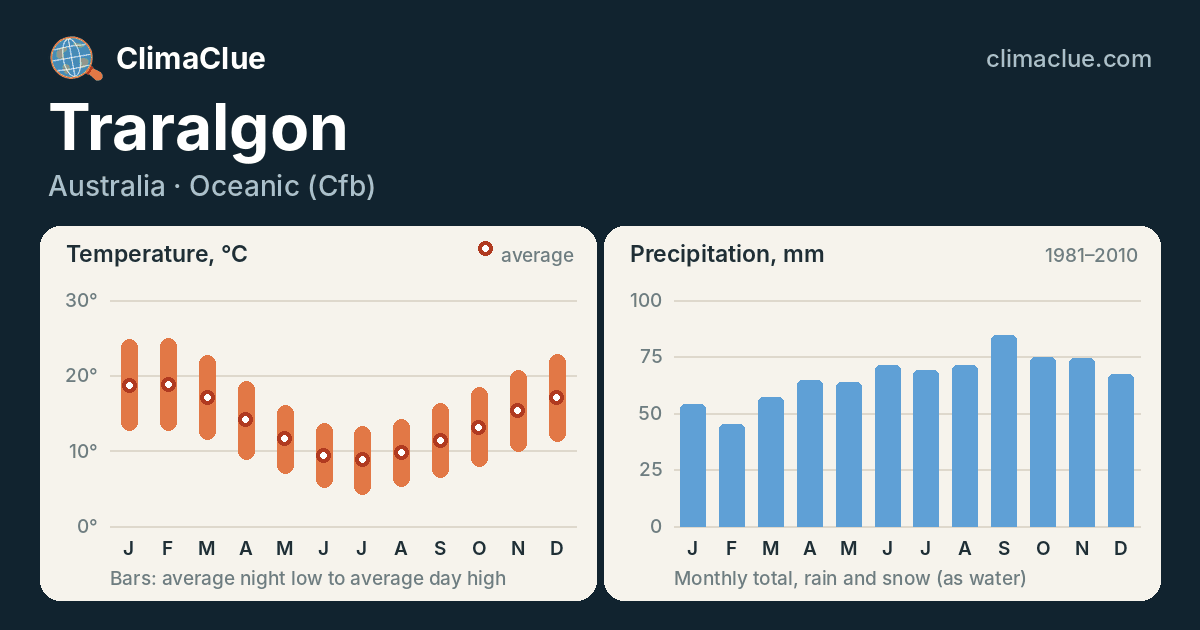 ClimaClue
climaclue.com
Traralgon
Australia · Oceanic (Cfb)
Temperature, °C
average
30°
20°
10°
0°
J F M A M J J A S O N D
Bars: average night low to average day high
Precipitation, mm
1981–2010
100
75
50
25
0
J F M A M J J A S O N D
Monthly total, rain and snow (as water)